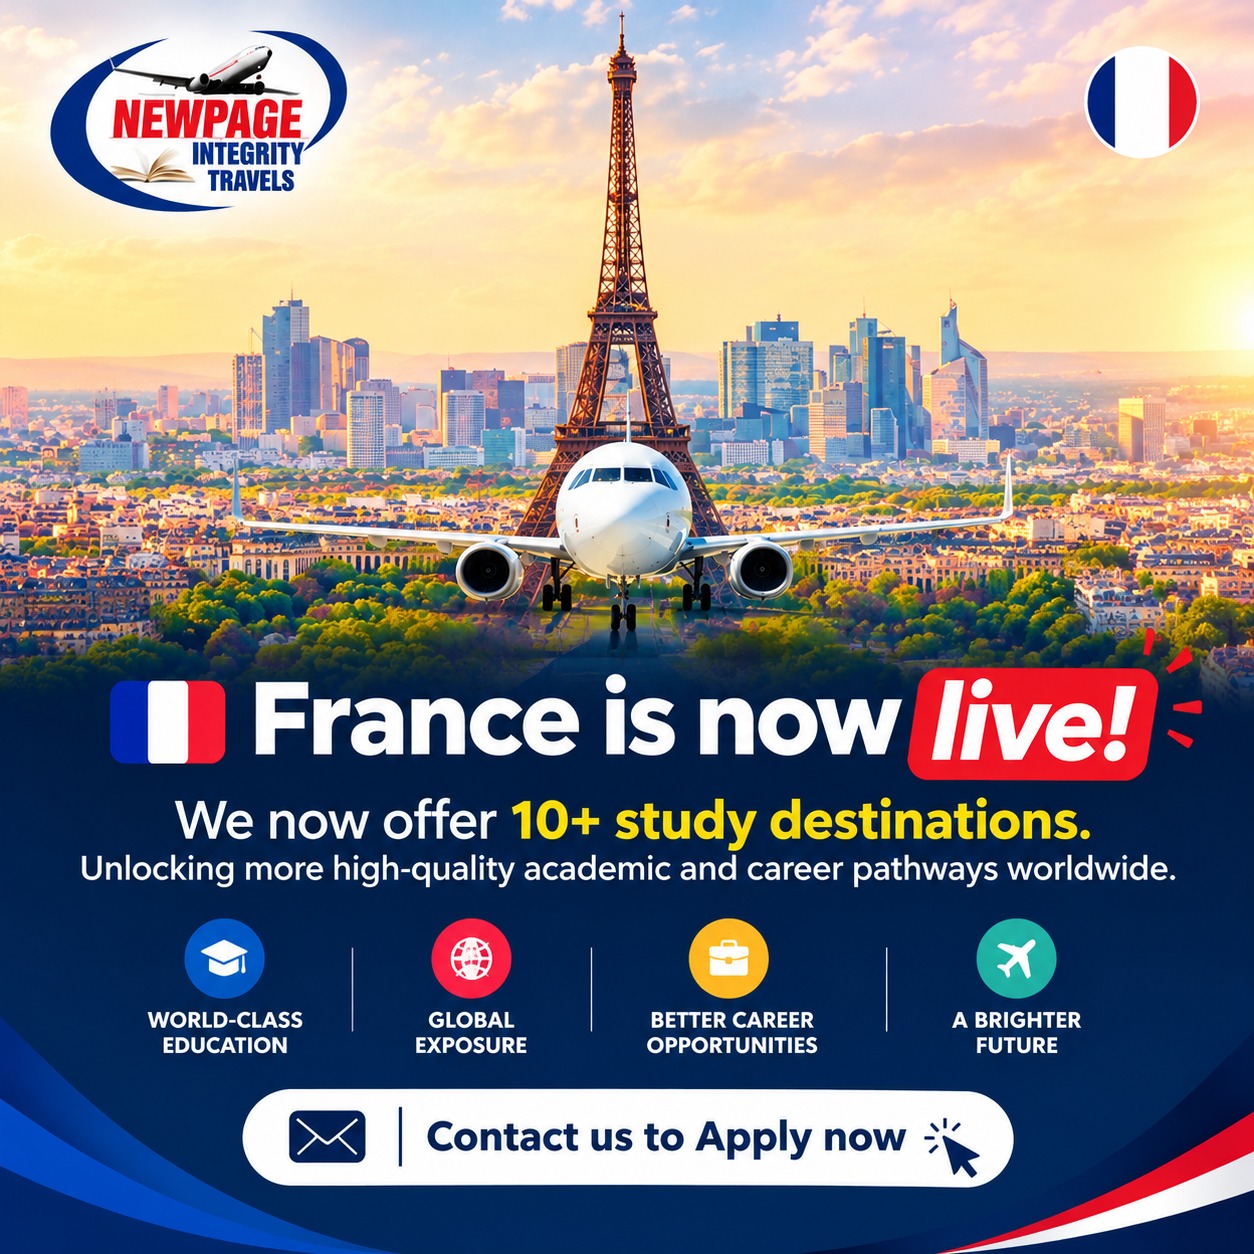 NEWPAGE
INTEGRITY
TRAVELS
France is now live!
We now offer 10+ study destinations.
Unlocking more high-quality academic and career pathways worldwide.
WORLD-CLASS
EDUCATION
GLOBAL
EXPOSURE
BETTER CAREER
OPPORTUNITIES
A BRIGHTER
FUTURE
Contact us to Apply now